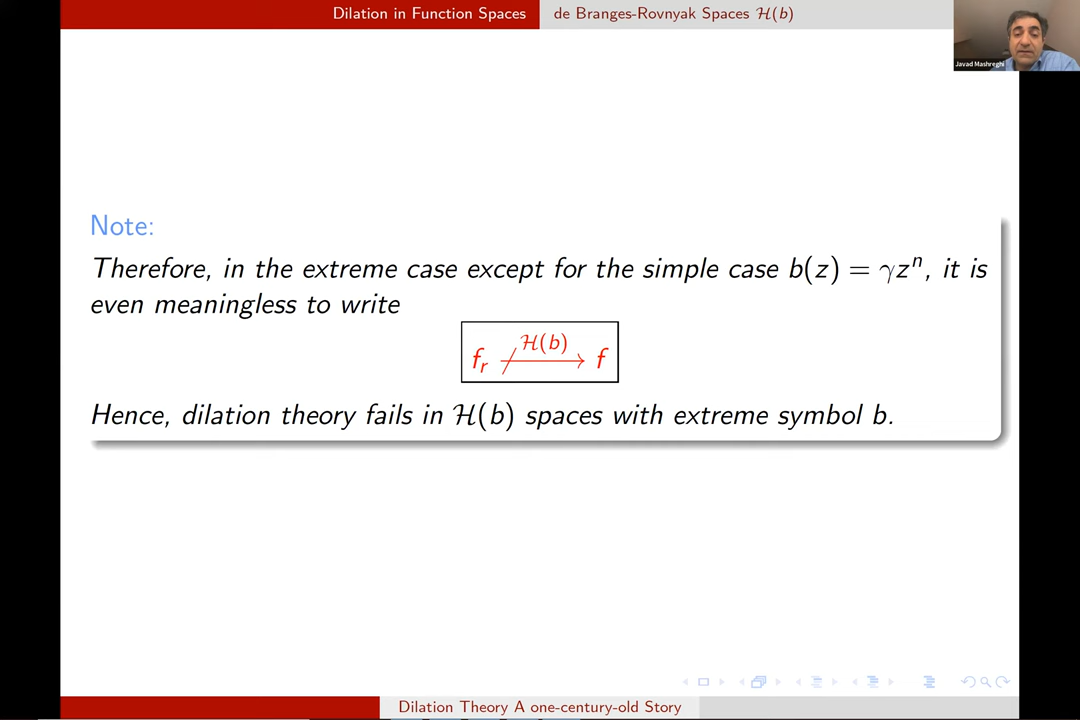 Dilation in Function Spaces de Branges-Rovnyak Spaces ℋ(b)
Javad Mashreghi
Note:
Therefore, in the extreme case except for the simple case b(z) = γzⁿ, it is
even meaningless to write
ℋ(b)
fᵣ ↛ f
Hence, dilation theory fails in ℋ(b) spaces with extreme symbol b.
Dilation Theory A one-century-old Story